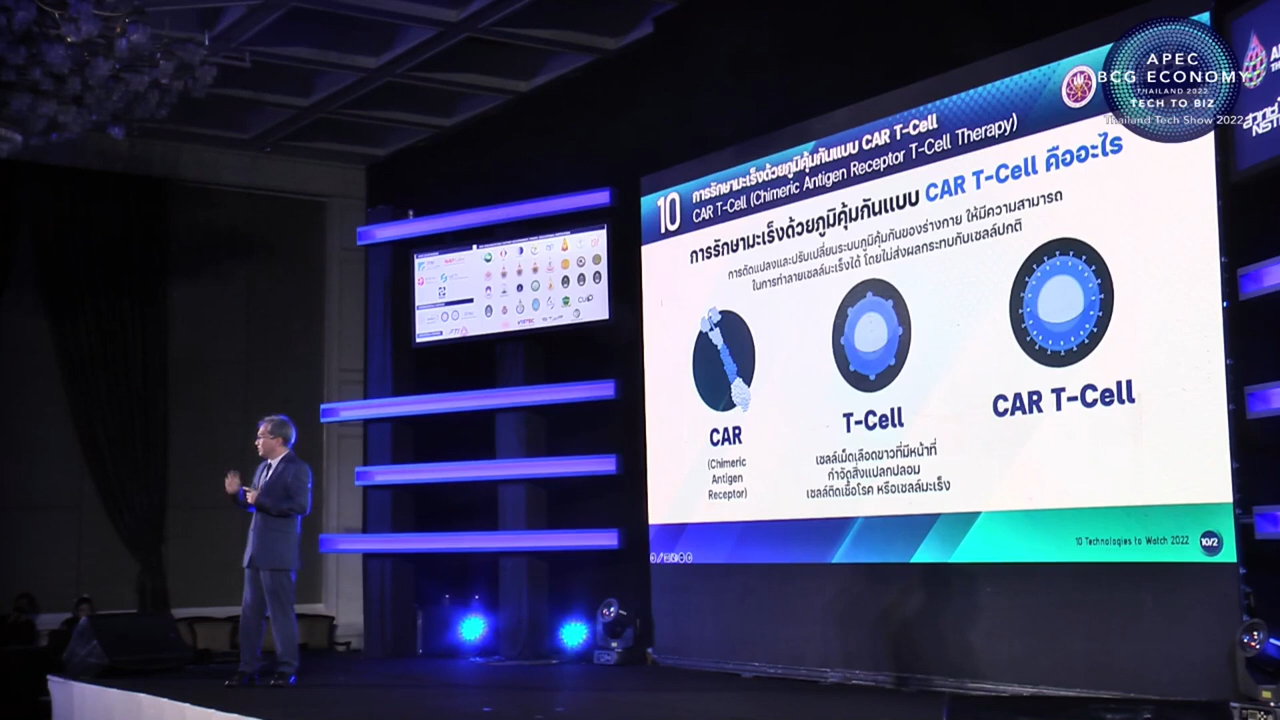 APEC
BCG ECONOMY
THAILAND 2022
TECH TO BIZ
Thailand Tech Show 2022
10
การรักษามะเร็งด้วยภูมิคุ้มกันแบบ CAR T-Cell
CAR T-Cell (Chimeric Antigen Receptor T-Cell Therapy)
การรักษามะเร็งด้วยภูมิคุ้มกันแบบ CAR T-Cell คืออะไร
การดัดแปลงและปรับเปลี่ยนระบบภูมิคุ้มกันของร่างกาย ให้มีความสามารถ
ในการทำลายเซลล์มะเร็งได้ โดยไม่ส่งผลกระทบกับเซลล์ปกติ
CAR
(Chimeric
Antigen
Receptor)
T-Cell
เซลล์เม็ดเลือดขาวที่มีหน้าที่
กำจัดสิ่งแปลกปลอม
เซลล์ติดเชื้อโรค หรือเซลล์มะเร็ง
CAR T-Cell
10 Technologies to Watch 2022
10/2